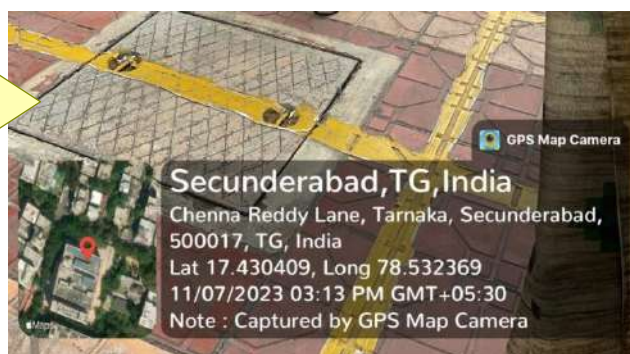 GPS Map Camera
Secunderabad,TG,India
Chenna Reddy Lane, Tarnaka, Secunderabad,
500017, TG, India
Lat 17.430409, Long 78.532369
11/07/2023 03:13 PM GMT+05:30
Note : Captured by GPS Map Camera
Maps